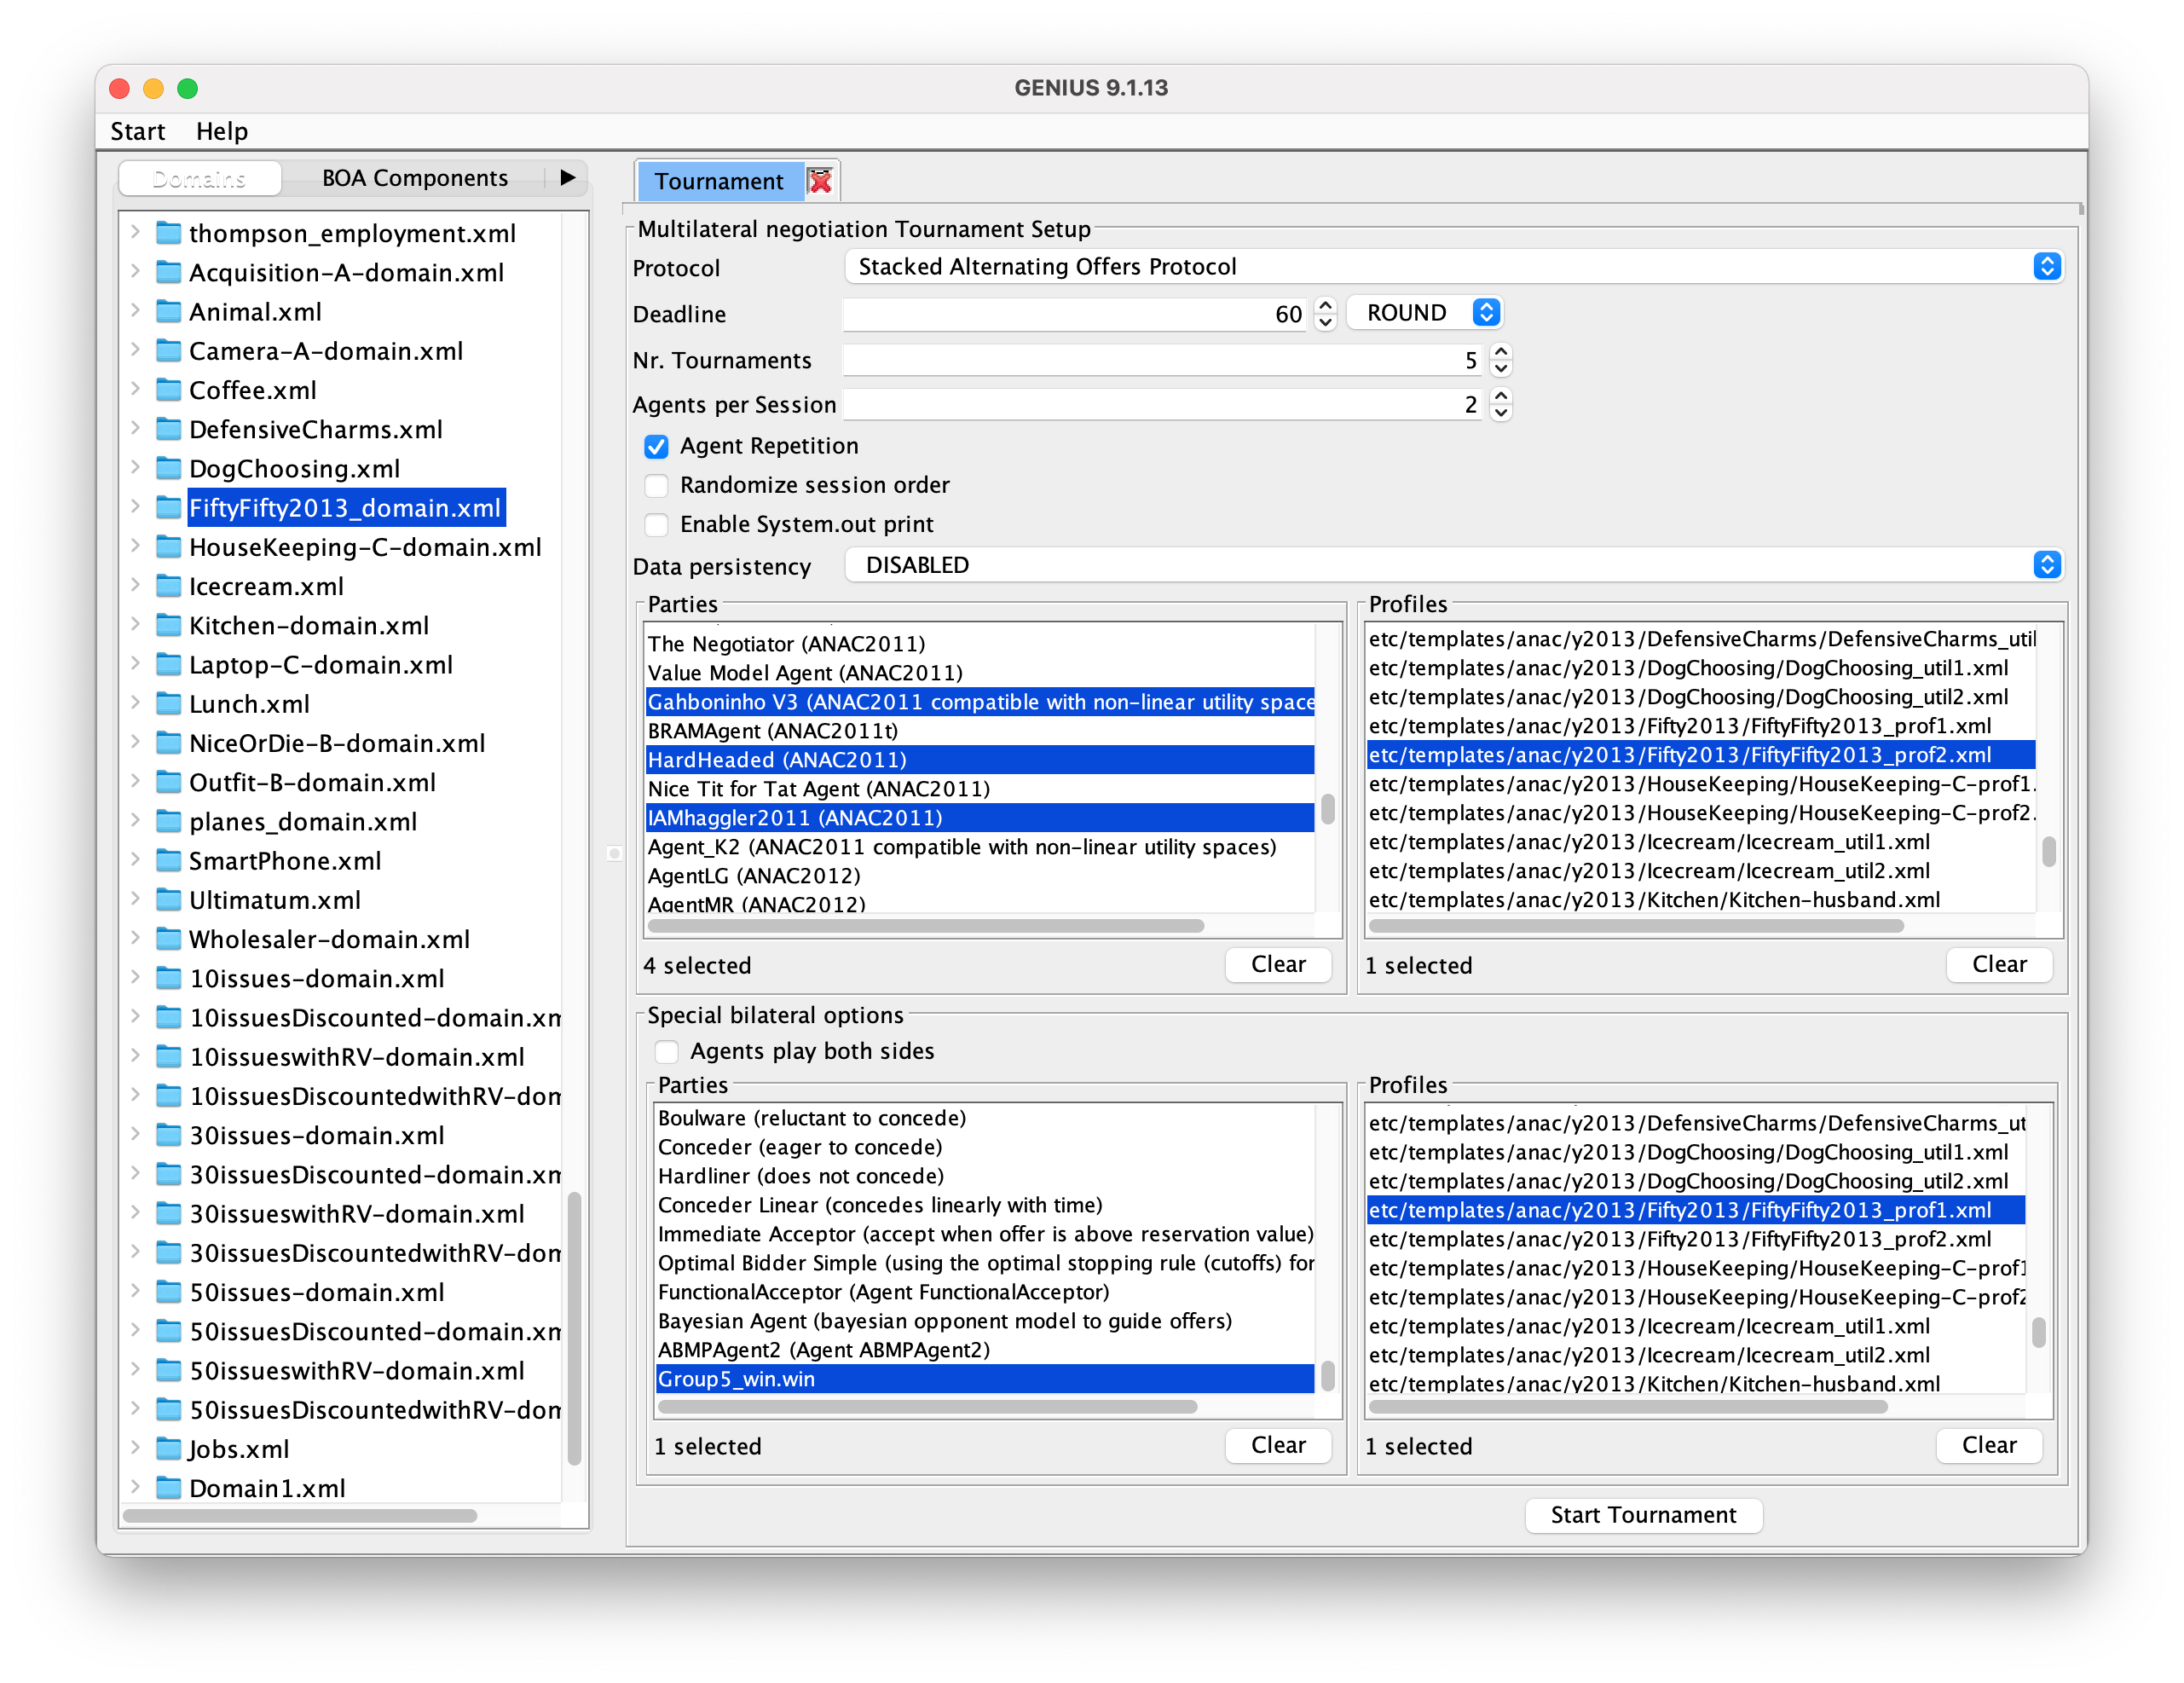 GENIUS 9.1.13
Start Help
Domains BOA Components
thompson_employment.xml
Acquisition-A-domain.xml
Animal.xml
Camera-A-domain.xml
Coffee.xml
DefensiveCharms.xml
DogChoosing.xml
FiftyFifty2013_domain.xml
HouseKeeping-C-domain.xml
Icecream.xml
Kitchen-domain.xml
Laptop-C-domain.xml
Lunch.xml
NiceOrDie-B-domain.xml
Outfit-B-domain.xml
planes_domain.xml
SmartPhone.xml
Ultimatum.xml
Wholesaler-domain.xml
10issues-domain.xml
10issuesDiscounted-domain.xm
10issueswithRV-domain.xml
10issuesDiscountedwithRV-dom
30issues-domain.xml
30issuesDiscounted-domain.xm
30issueswithRV-domain.xml
30issuesDiscountedwithRV-dom
50issues-domain.xml
50issuesDiscounted-domain.xm
50issueswithRV-domain.xml
50issuesDiscountedwithRV-dom
Jobs.xml
Domain1.xml
Tournament
Multilateral negotiation Tournament Setup
Protocol Stacked Alternating Offers Protocol
Deadline 60 ROUND
Nr. Tournaments 5
Agents per Session 2
Agent Repetition
Randomize session order
Enable System.out print
Data persistency DISABLED
Parties
The Negotiator (ANAC2011)
Value Model Agent (ANAC2011)
Gahboninho V3 (ANAC2011 compatible with non-linear utility space
BRAMAgent (ANAC2011t)
HardHeaded (ANAC2011)
Nice Tit for Tat Agent (ANAC2011)
IAMhaggler2011 (ANAC2011)
Agent_K2 (ANAC2011 compatible with non-linear utility spaces)
AgentLG (ANAC2012)
AgentMR (ANAC2012)
4 selected Clear
Profiles
etc/templates/anac/y2013/DefensiveCharms/DefensiveCharms_util
etc/templates/anac/y2013/DogChoosing/DogChoosing_util1.xml
etc/templates/anac/y2013/DogChoosing/DogChoosing_util2.xml
etc/templates/anac/y2013/Fifty2013/FiftyFifty2013_prof1.xml
etc/templates/anac/y2013/Fifty2013/FiftyFifty2013_prof2.xml
etc/templates/anac/y2013/HouseKeeping/HouseKeeping-C-prof1.
etc/templates/anac/y2013/HouseKeeping/HouseKeeping-C-prof2.
etc/templates/anac/y2013/Icecream/Icecream_util1.xml
etc/templates/anac/y2013/Icecream/Icecream_util2.xml
etc/templates/anac/y2013/Kitchen/Kitchen-husband.xml
1 selected Clear
Special bilateral options
Agents play both sides
Parties
Boulware (reluctant to concede)
Conceder (eager to concede)
Hardliner (does not concede)
Conceder Linear (concedes linearly with time)
Immediate Acceptor (accept when offer is above reservation value)
Optimal Bidder Simple (using the optimal stopping rule (cutoffs) for
FunctionalAcceptor (Agent FunctionalAcceptor)
Bayesian Agent (bayesian opponent model to guide offers)
ABMPAgent2 (Agent ABMPAgent2)
Group5_win.win
1 selected Clear
Profiles
etc/templates/anac/y2013/DefensiveCharms/DefensiveCharms_ut
etc/templates/anac/y2013/DogChoosing/DogChoosing_util1.xml
etc/templates/anac/y2013/DogChoosing/DogChoosing_util2.xml
etc/templates/anac/y2013/Fifty2013/FiftyFifty2013_prof1.xml
etc/templates/anac/y2013/Fifty2013/FiftyFifty2013_prof2.xml
etc/templates/anac/y2013/HouseKeeping/HouseKeeping-C-prof1
etc/templates/anac/y2013/HouseKeeping/HouseKeeping-C-prof2
etc/templates/anac/y2013/Icecream/Icecream_util1.xml
etc/templates/anac/y2013/Icecream/Icecream_util2.xml
etc/templates/anac/y2013/Kitchen/Kitchen-husband.xml
1 selected Clear
Start Tournament